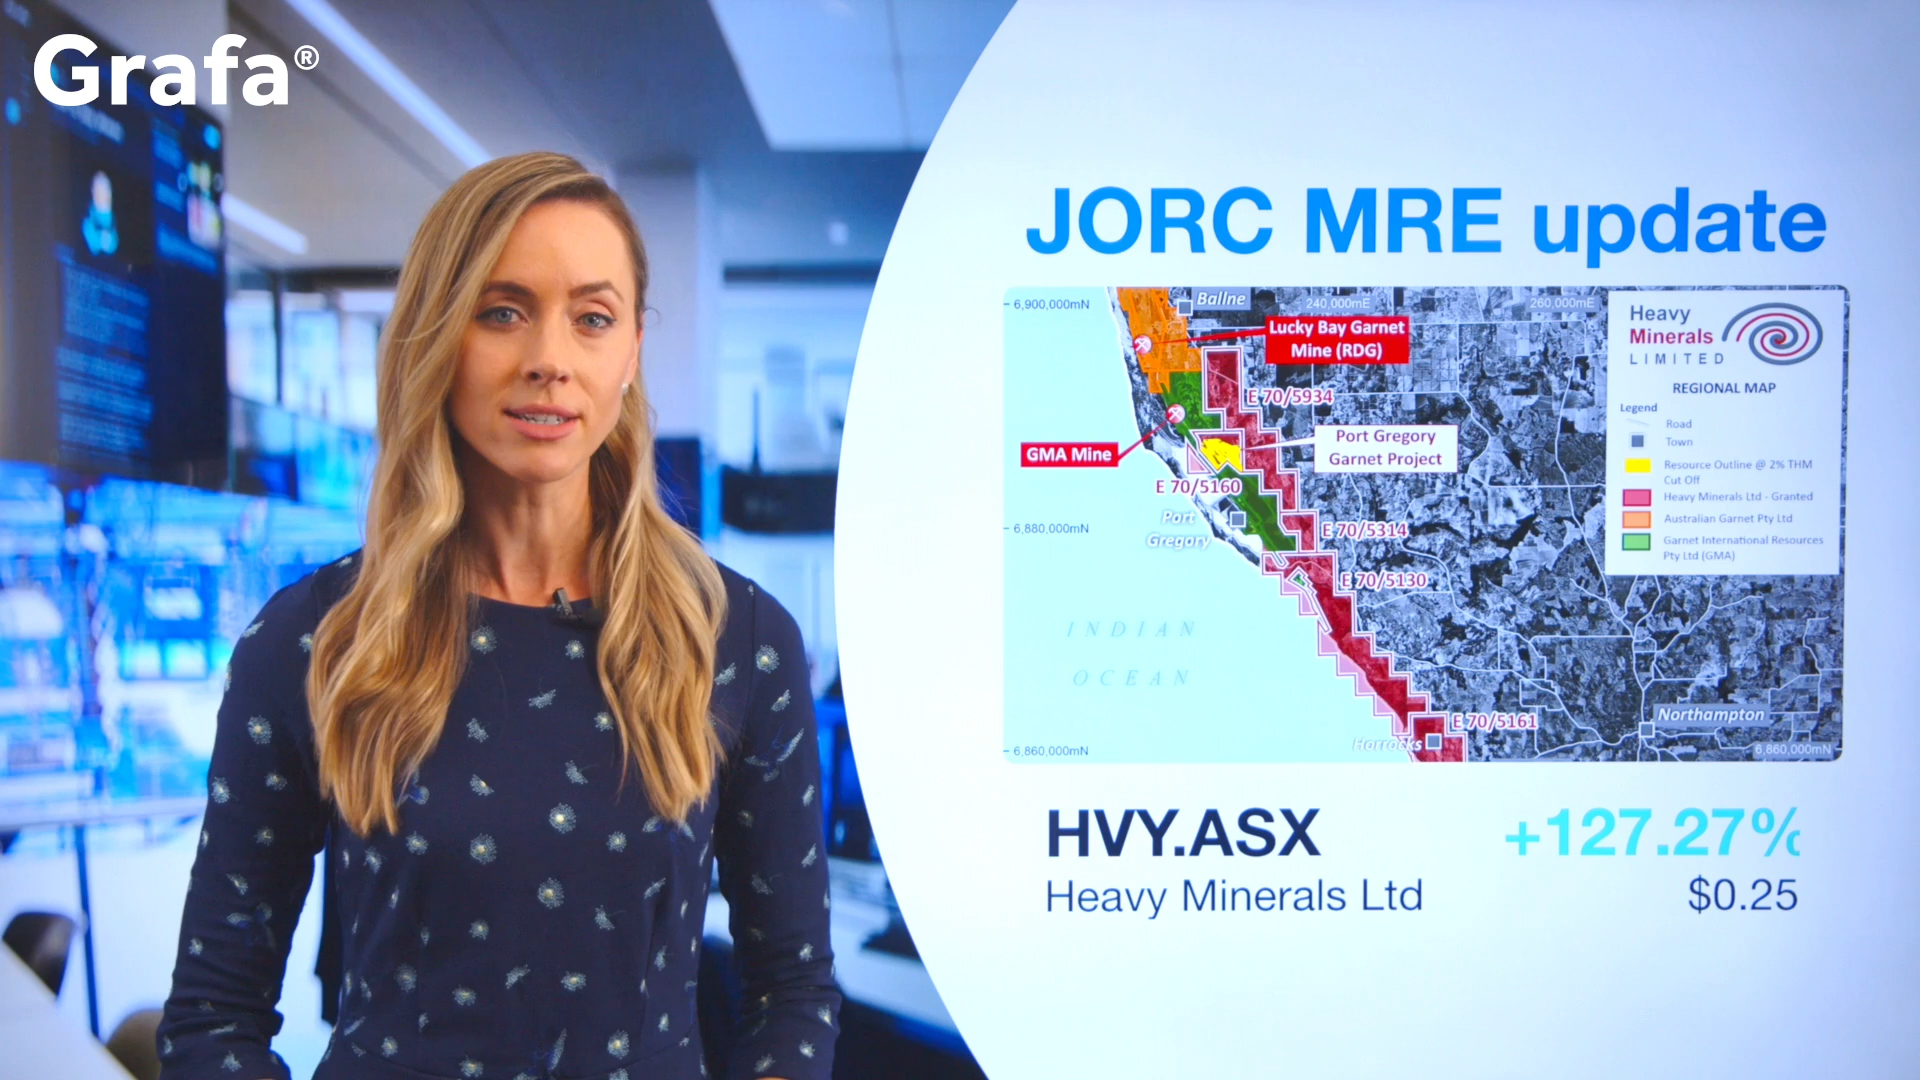 Grafa®
JORC MRE update
6,900,000mN
Ballne
240,000mE
260,000mE
Lucky Bay Garnet
Mine (RDG)
E 70/5934
GMA Mine
Port Gregory
Garnet Project
E 70/5160
Port
Gregory
6,880,000mN
E 70/5314
E 70/5130
INDIAN
OCEAN
E 70/5161
Horrocks
Northampton
6,860,000mN
6,860,000mN
Heavy
Minerals
LIMITED
REGIONAL MAP
Legend
Road
Town
Resource Outline @ 2% THM
Cut Off
Heavy Minerals Ltd - Granted
Australian Garnet Pty Ltd
Garnet International Resources
Pty Ltd (GMA)
HVY.ASX
+127.27%
Heavy Minerals Ltd
$0.25